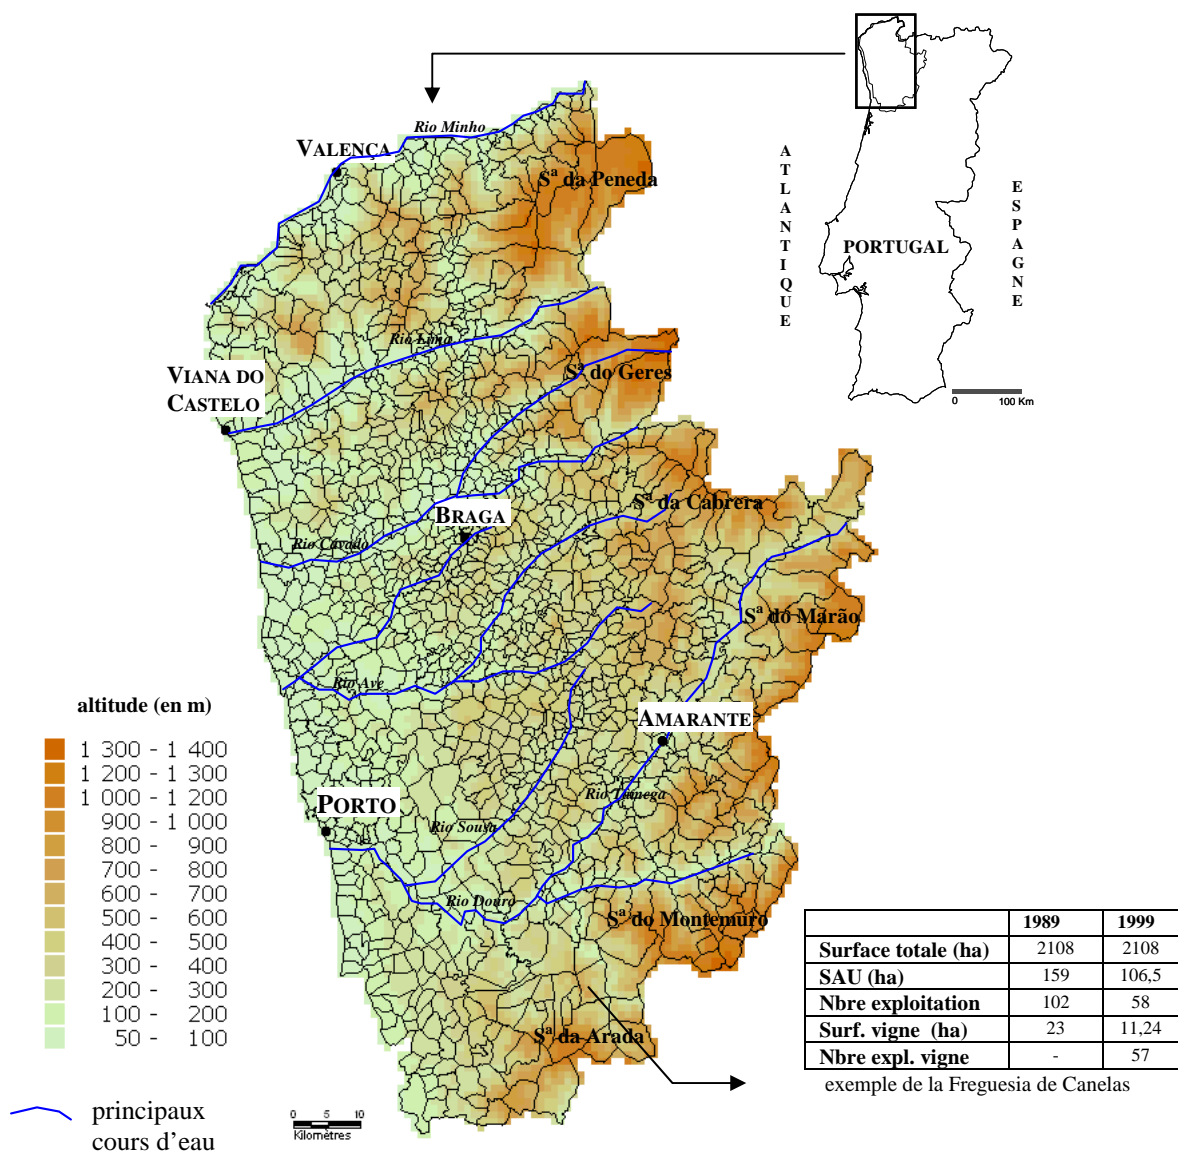 Rio Minho
VALENÇA
Sª da Peneda
ATLANTIQUE
ESPAGNE
PORTUGAL
0 100 Km
Rio Lima
VIANA DO
CASTELO
Sª do Geres
Sª da Cabrera
BRAGA
Rio Cávado
Sª do Marão
Rio Ave
altitude (en m)
1 300 - 1 400
1 200 - 1 300
1 000 - 1 200
900 - 1 000
800 - 900
700 - 800
600 - 700
500 - 600
400 - 500
300 - 400
200 - 300
100 - 200
50 - 100
AMARANTE
PORTO
Rio Tamega
Rio Sousa
Rio Douro
Sª do Montemuro
Sª da Arada
1989 1999
Surface totale (ha) 2108 2108
SAU (ha) 159 106,5
Nbre exploitation 102 58
Surf. vigne (ha) 23 11,24
Nbre expl. vigne - 57
exemple de la Freguesia de Canelas
principaux
cours d'eau
0 5 10
Kilomètres